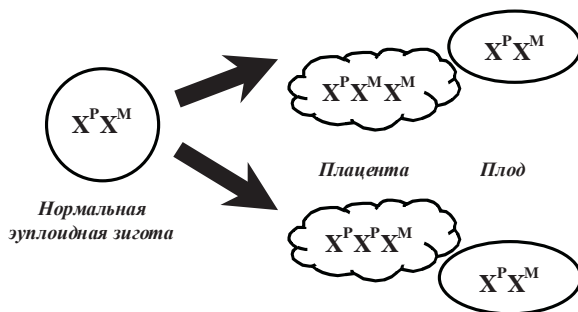 XᴾXᴹ
XᴾXᴹXᴹ
XᴾXᴹ
Плацента
Плод
Нормальная
эуплоидная зигота
XᴾXᴾXᴹ
XᴾXᴹ